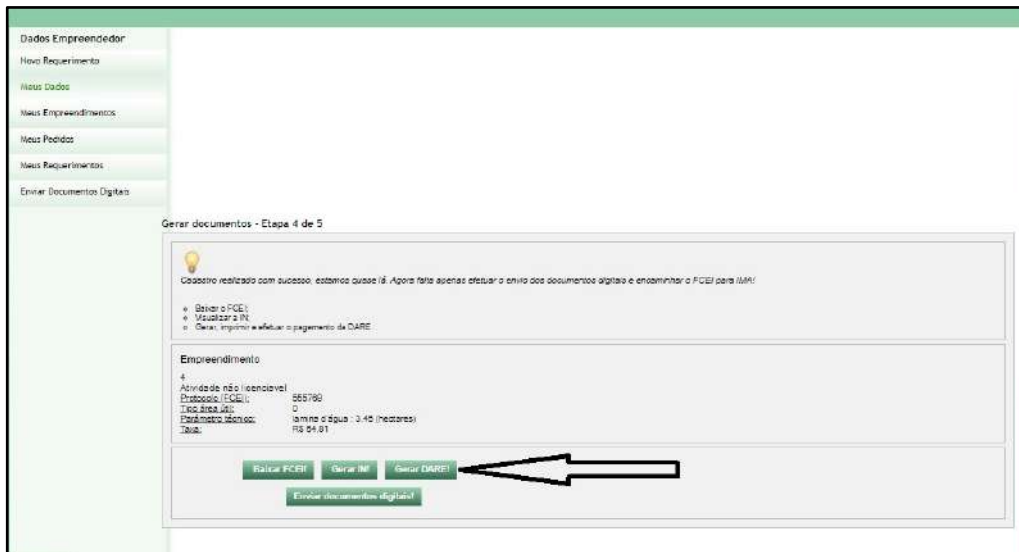 Dados Empreendedor
Novo Requerimento
Meus Dados
Meus Empreendimentos
Meus Pedidos
Meus Requerimentos
Enviar Documentos Digitais
Gerar documentos - Etapa 4 de 5
Cadastro realizado com sucesso, estamos quase lá. Agora falta apenas efetuar o envio dos documentos digitais e encaminhar o FCEI para IMA!
Baixar o FCEI;
Visualizar a IN;
Gerar, imprimir e efetuar o pagamento da DARE
Empreendimento
4
Atividade não licenciavel
Protocolo (FCEI): 555769
Tipo área útil: 0
Parâmetro técnico: lamina d'água : 3.45 (hectares)
Taxa: R$ 64,81
Baixar FCEI! Gerar IN! Gerar DARE!
Enviar documentos digitais!